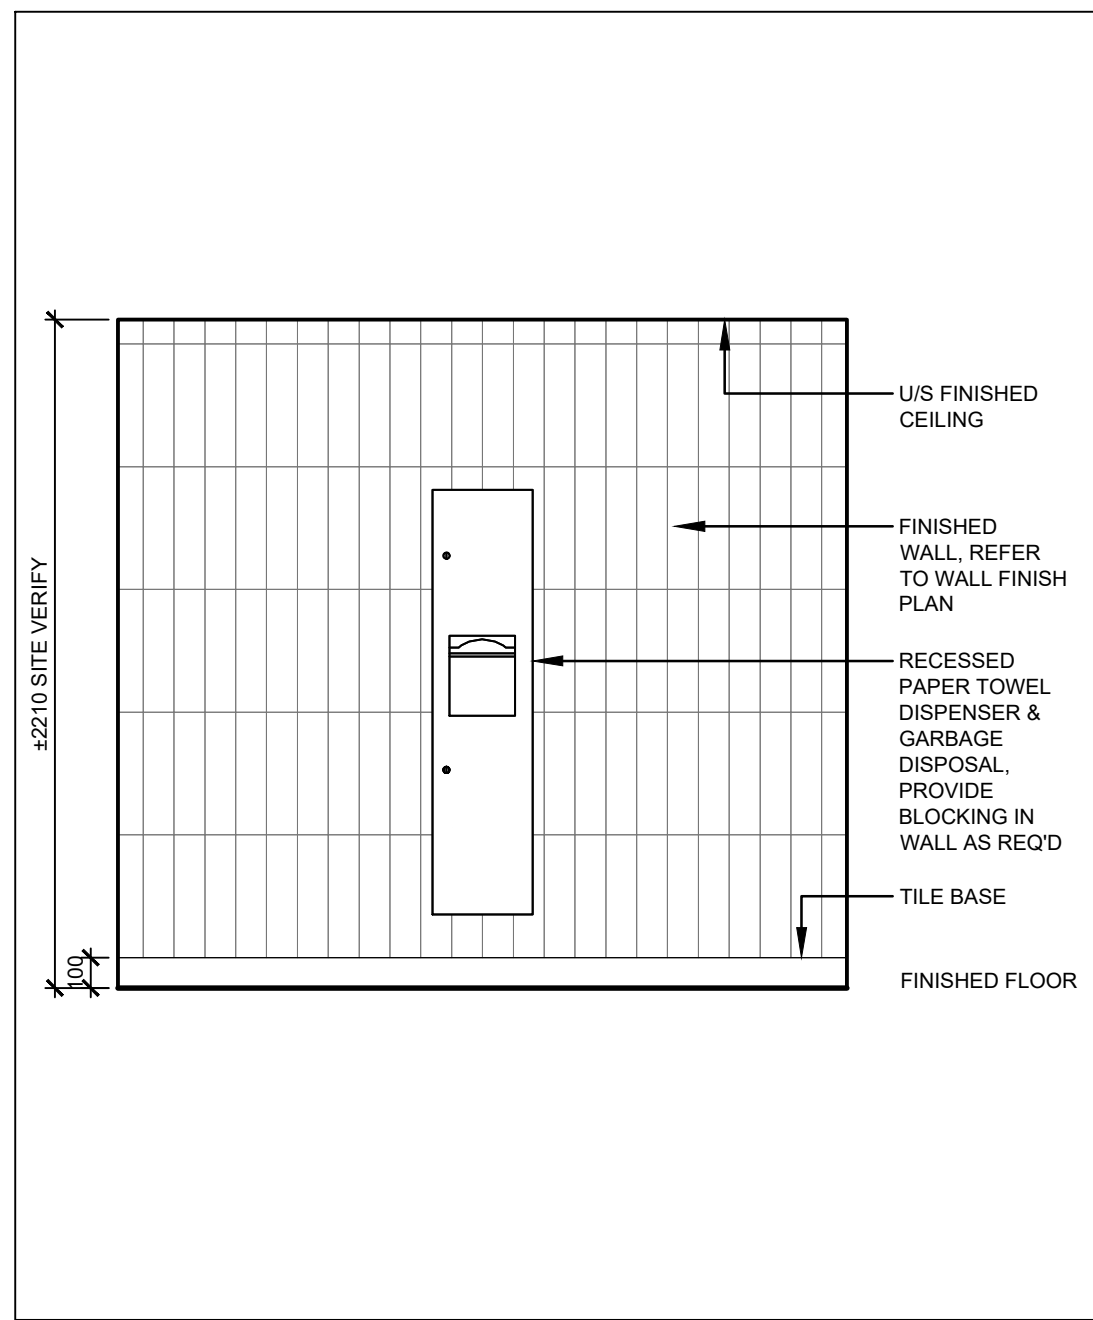 U/S FINISHED
CEILING
FINISHED
WALL, REFER
TO WALL FINISH
PLAN
±2210 SITE VERIFY
RECESSED
PAPER TOWEL
DISPENSER &
GARBAGE
DISPOSAL,
PROVIDE
BLOCKING IN
WALL AS REQ'D
TILE BASE
100
FINISHED FLOOR